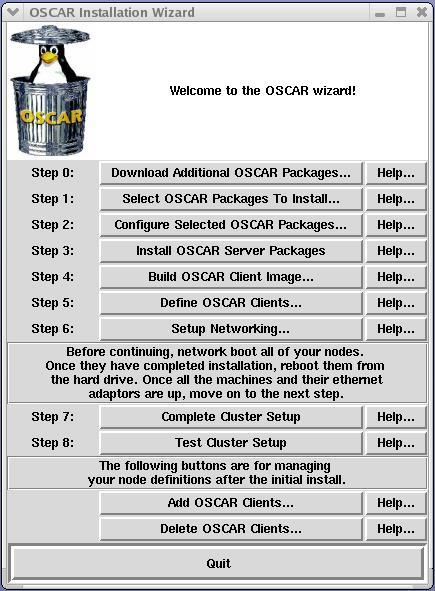 OSCAR Installation Wizard
OSCAR
Welcome to the OSCAR wizard!
Step 0: Download Additional OSCAR Packages... Help...
Step 1: Select OSCAR Packages To Install... Help...
Step 2: Configure Selected OSCAR Packages... Help...
Step 3: Install OSCAR Server Packages Help...
Step 4: Build OSCAR Client Image... Help...
Step 5: Define OSCAR Clients... Help...
Step 6: Setup Networking... Help...
Before continuing, network boot all of your nodes.
Once they have completed installation, reboot them from
the hard drive. Once all the machines and their ethernet
adaptors are up, move on to the next step.
Step 7: Complete Cluster Setup Help...
Step 8: Test Cluster Setup Help...
The following buttons are for managing
your node definitions after the initial install.
Add OSCAR Clients... Help...
Delete OSCAR Clients... Help...
Quit